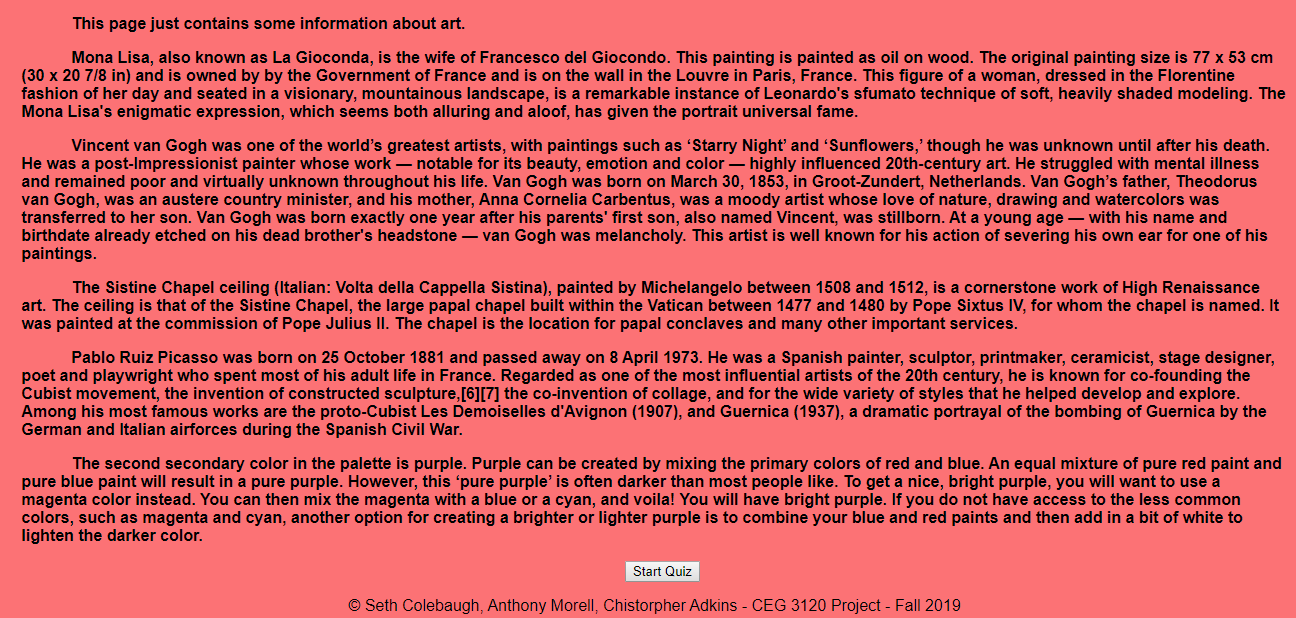 This page just contains some information about art.
Mona Lisa, also known as La Gioconda, is the wife of Francesco del Giocondo. This painting is painted as oil on wood. The original painting size is 77 x 53 cm
(30 x 20 7/8 in) and is owned by by the Government of France and is on the wall in the Louvre in Paris, France. This figure of a woman, dressed in the Florentine
fashion of her day and seated in a visionary, mountainous landscape, is a remarkable instance of Leonardo's sfumato technique of soft, heavily shaded modeling. The
Mona Lisa's enigmatic expression, which seems both alluring and aloof, has given the portrait universal fame.
Vincent van Gogh was one of the world’s greatest artists, with paintings such as ‘Starry Night’ and ‘Sunflowers,’ though he was unknown until after his death.
He was a post-Impressionist painter whose work — notable for its beauty, emotion and color — highly influenced 20th-century art. He struggled with mental illness
and remained poor and virtually unknown throughout his life. Van Gogh was born on March 30, 1853, in Groot-Zundert, Netherlands. Van Gogh’s father, Theodorus
van Gogh, was an austere country minister, and his mother, Anna Cornelia Carbentus, was a moody artist whose love of nature, drawing and watercolors was
transferred to her son. Van Gogh was born exactly one year after his parents' first son, also named Vincent, was stillborn. At a young age — with his name and
birthdate already etched on his dead brother's headstone — van Gogh was melancholy. This artist is well known for his action of severing his own ear for one of his
paintings.
The Sistine Chapel ceiling (Italian: Volta della Cappella Sistina), painted by Michelangelo between 1508 and 1512, is a cornerstone work of High Renaissance
art. The ceiling is that of the Sistine Chapel, the large papal chapel built within the Vatican between 1477 and 1480 by Pope Sixtus IV, for whom the chapel is named. It
was painted at the commission of Pope Julius II. The chapel is the location for papal conclaves and many other important services.
Pablo Ruiz Picasso was born on 25 October 1881 and passed away on 8 April 1973. He was a Spanish painter, sculptor, printmaker, ceramicist, stage designer,
poet and playwright who spent most of his adult life in France. Regarded as one of the most influential artists of the 20th century, he is known for co-founding the
Cubist movement, the invention of constructed sculpture,[6][7] the co-invention of collage, and for the wide variety of styles that he helped develop and explore.
Among his most famous works are the proto-Cubist Les Demoiselles d'Avignon (1907), and Guernica (1937), a dramatic portrayal of the bombing of Guernica by the
German and Italian airforces during the Spanish Civil War.
The second secondary color in the palette is purple. Purple can be created by mixing the primary colors of red and blue. An equal mixture of pure red paint and
pure blue paint will result in a pure purple. However, this ‘pure purple’ is often darker than most people like. To get a nice, bright purple, you will want to use a
magenta color instead. You can then mix the magenta with a blue or a cyan, and voila! You will have bright purple. If you do not have access to the less common
colors, such as magenta and cyan, another option for creating a brighter or lighter purple is to combine your blue and red paints and then add in a bit of white to
lighten the darker color.
Start Quiz
© Seth Colebaugh, Anthony Morell, Chistorpher Adkins - CEG 3120 Project - Fall 2019